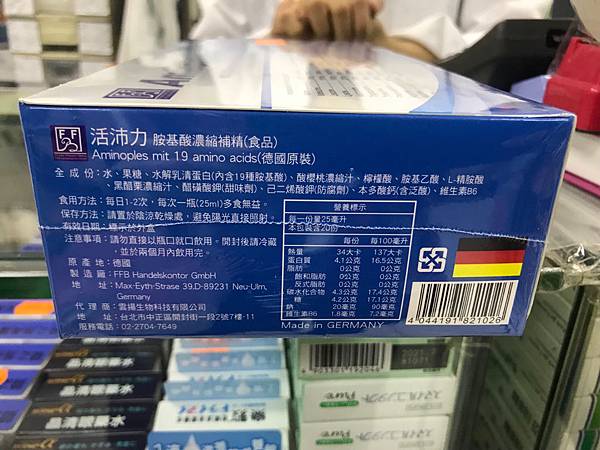 FF
活沛力 胺基酸濃縮補精(食品)
Aminoples mit 19 amino acids(德國原裝)
全 成 份：水、果糖、水解乳清蛋白(內含19種胺基酸)、酸櫻桃濃縮汁、檸檬酸、胺基乙酸、L-精胺酸
、黑醋栗濃縮汁、醋磺酸鉀(甜味劑)、己二烯酸鉀(防腐劑)、本多酸鈣(含泛酸)、維生素B6
食用方法：每日1-2次，每次一瓶(25ml)多食無益。
保存方法：請置於陰涼乾燥處，避免陽光直接照射。
有效日期：標示於外盒
注意事項：請勿直接以瓶口就口飲用。開封後請冷藏
，並於兩個月內飲用完。
原 產 地：德國
製 造 廠：FFB Handelskontor GmbH
地 址：Max-Eyth-Strase 39.D-89231 Neu-Ulm,
Germany
代 理 商：雲揚生物科技有限公司
地 址：台北市中正區開封街一段2號7樓-11
服務電話：02-2704-7649
營養標示
每一份量25毫升
本包裝含20份
每份 每100毫升
熱量 34大卡 137大卡
蛋白質 4.1公克 16.5公克
脂肪 0公克 0公克
飽和脂肪 0公克 0公克
反式脂肪 0公克 0公克
碳水化合物 4.3公克 17.4公克
糖 4.2公克 17.1公克
鈉 20毫克 90毫克
維生素B6 1.8毫克 7.2毫克
Made in GERMANY
4 044191 821026
4 903301 192044
スマイルコンタクト
Pure